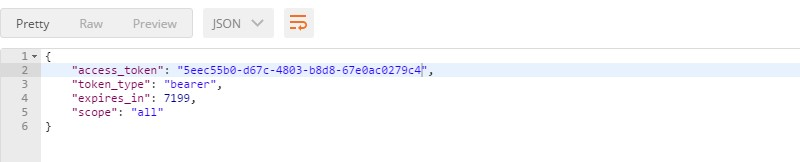 Pretty Raw Preview JSON
1 {
2 "access_token": "5eec55b0-d67c-4803-b8d8-67e0ac0279c4",
3 "token_type": "bearer",
4 "expires_in": 7199,
5 "scope": "all"
6 }